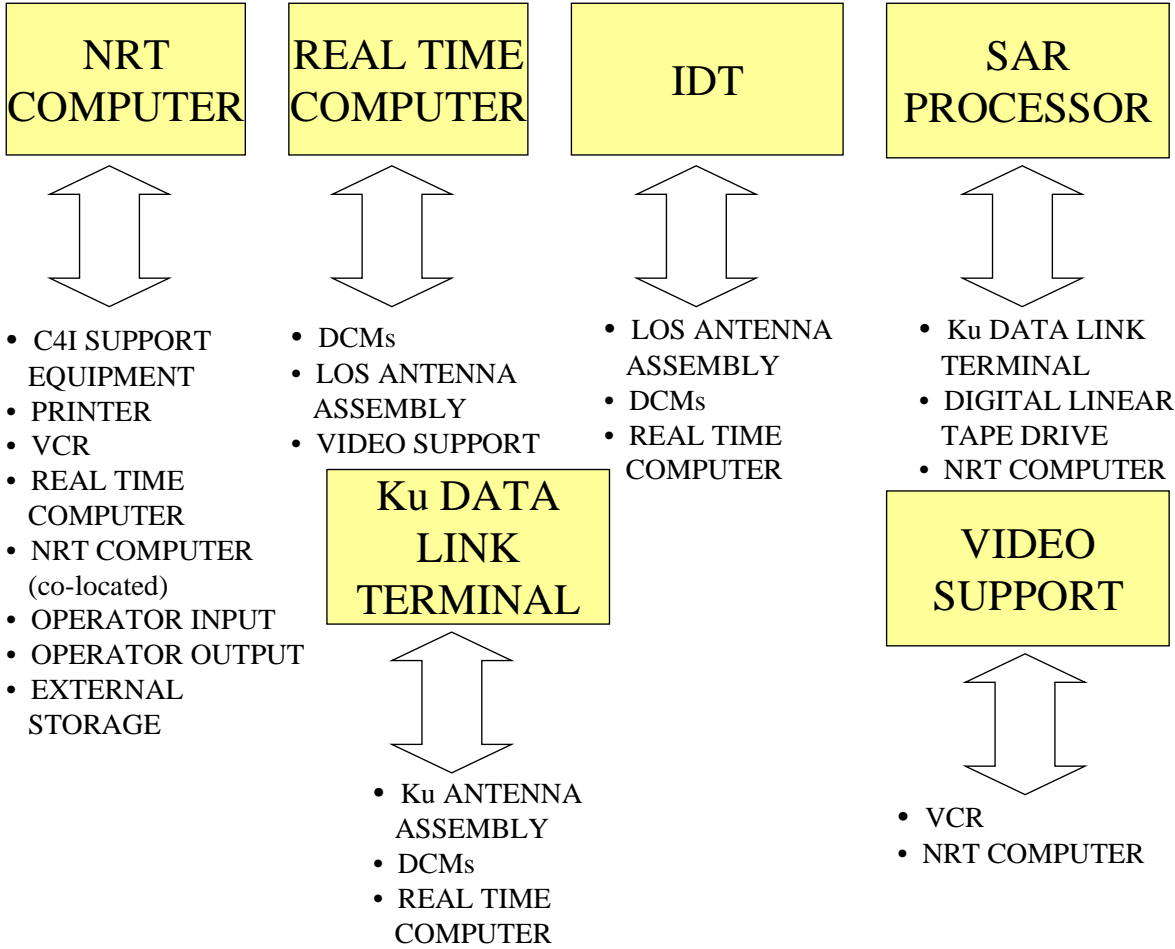 NRT
COMPUTER
• C4I SUPPORT
EQUIPMENT
• PRINTER
• VCR
• REAL TIME
COMPUTER
• NRT COMPUTER
(co-located)
• OPERATOR INPUT
• OPERATOR OUTPUT
• EXTERNAL
STORAGE
REAL TIME
COMPUTER
• DCMs
• LOS ANTENNA
ASSEMBLY
• VIDEO SUPPORT
Ku DATA
LINK
TERMINAL
• Ku ANTENNA
ASSEMBLY
• DCMs
• REAL TIME
COMPUTER
IDT
• LOS ANTENNA
ASSEMBLY
• DCMs
• REAL TIME
COMPUTER
SAR
PROCESSOR
• Ku DATA LINK
TERMINAL
• DIGITAL LINEAR
TAPE DRIVE
• NRT COMPUTER
VIDEO
SUPPORT
• VCR
• NRT COMPUTER